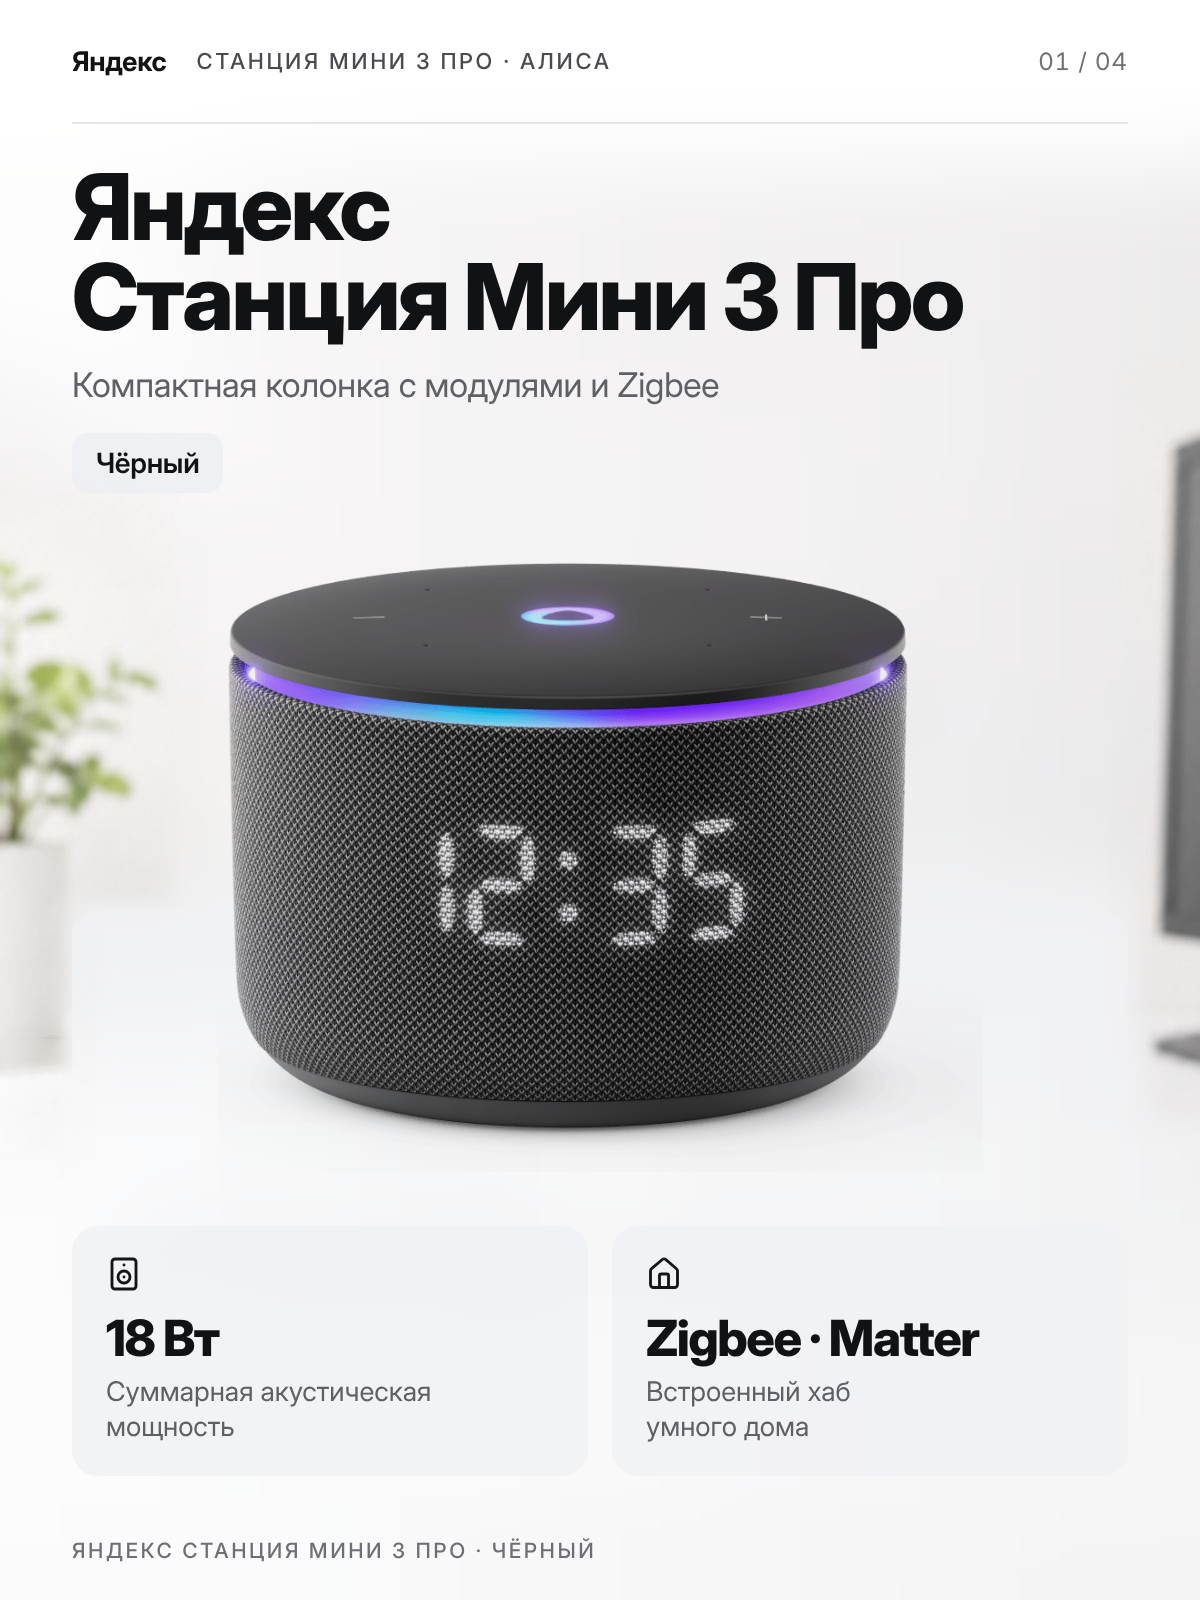 Яндекс СТАНЦИЯ МИНИ 3 ПРО · АЛИСА 01 / 04
Яндекс
Станция Мини 3 Про
Компактная колонка с модулями и Zigbee
Чёрный
12:35
18 Вт
Суммарная акустическая
мощность
Zigbee · Matter
Встроенный хаб
умного дома
ЯНДЕКС СТАНЦИЯ МИНИ 3 ПРО · ЧЁРНЫЙ